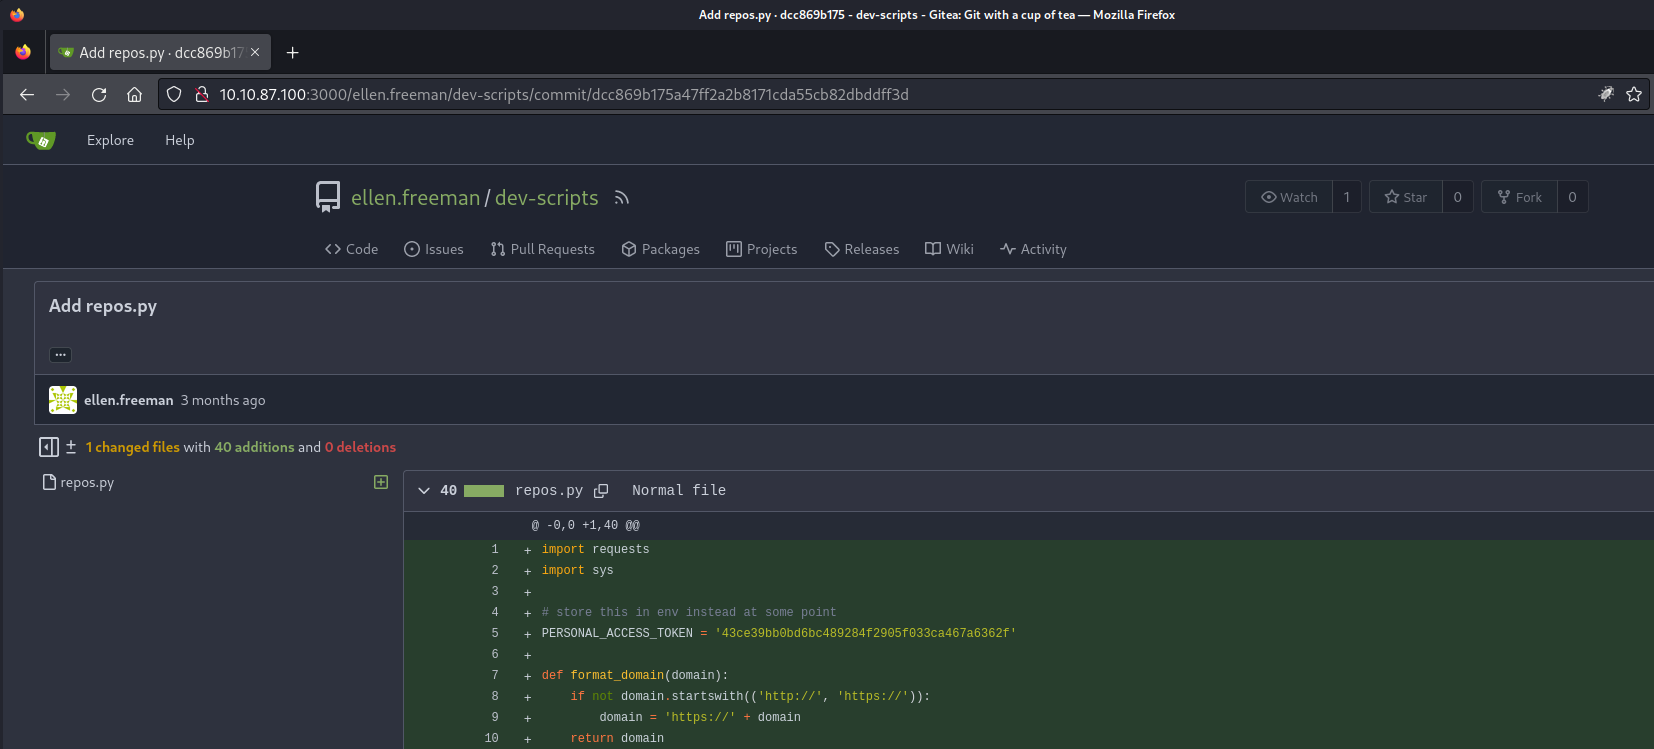 Add repos.py · dcc869b175 - dev-scripts - Gitea: Git with a cup of tea — Mozilla Firefox
Add repos.py · dcc869b17
10.10.87.100:3000/ellen.freeman/dev-scripts/commit/dcc869b175a47ff2a2b8171cda55cb82dbddff3d
Explore Help
ellen.freeman/dev-scripts Watch 1 Star 0 Fork 0
Code Issues Pull Requests Packages Projects Releases Wiki Activity
Add repos.py
...
ellen.freeman 3 months ago
1 changed files with 40 additions and 0 deletions
repos.py
40 repos.py Normal file
@ -0,0 +1,40 @@
1 + import requests
2 + import sys
3 +
4 + # store this in env instead at some point
5 + PERSONAL_ACCESS_TOKEN = '43ce39bb0bd6bc489284f2905f033ca467a6362f'
6 +
7 + def format_domain(domain):
8 +     if not domain.startswith(('http://', 'https://')):
9 +         domain = 'https://' + domain
10 +     return domain